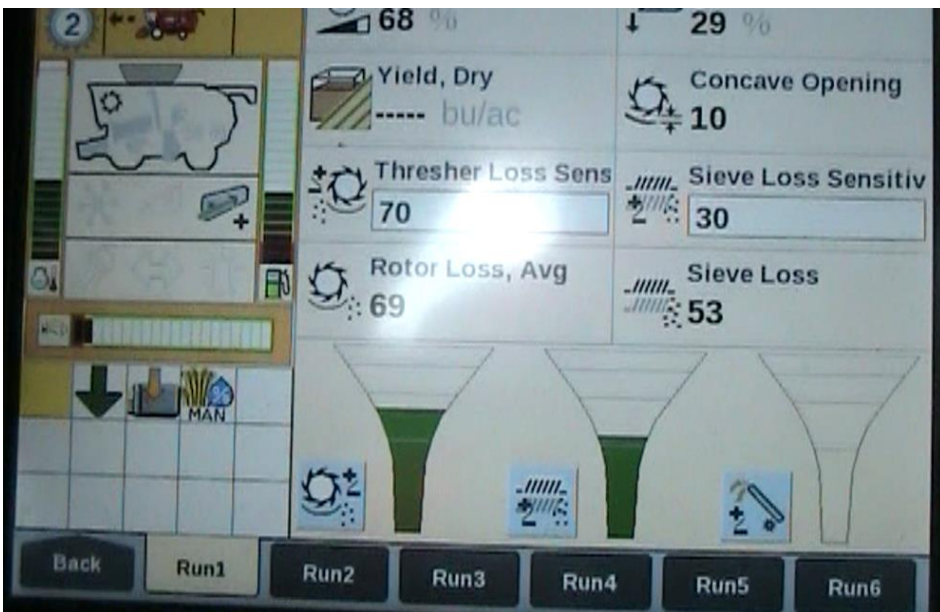 2
68 %
29 %
Yield, Dry
----- bu/ac
Concave Opening
10
Thresher Loss Sens
70
Sieve Loss Sensitiv
30
Rotor Loss, Avg
69
Sieve Loss
53
MAN
Back
Run1
Run2
Run3
Run4
Run5
Run6